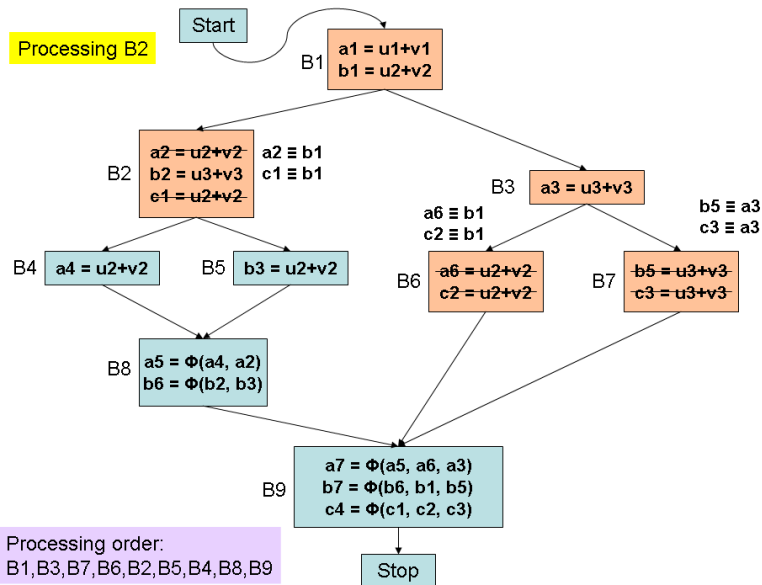 Start
Processing B2
B1
a1 = u1+v1
b1 = u2+v2
B2
a2 = u2+v2
b2 = u3+v3
c1 = u2+v2
a2 ≡ b1
c1 ≡ b1
B3
a3 = u3+v3
a6 ≡ b1
c2 ≡ b1
b5 ≡ a3
c3 ≡ a3
B4
a4 = u2+v2
B5
b3 = u2+v2
B6
a6 = u2+v2
c2 = u2+v2
B7
b5 = u3+v3
c3 = u3+v3
B8
a5 = Φ(a4, a2)
b6 = Φ(b2, b3)
B9
a7 = Φ(a5, a6, a3)
b7 = Φ(b6, b1, b5)
c4 = Φ(c1, c2, c3)
Processing order:
B1,B3,B7,B6,B2,B5,B4,B8,B9
Stop